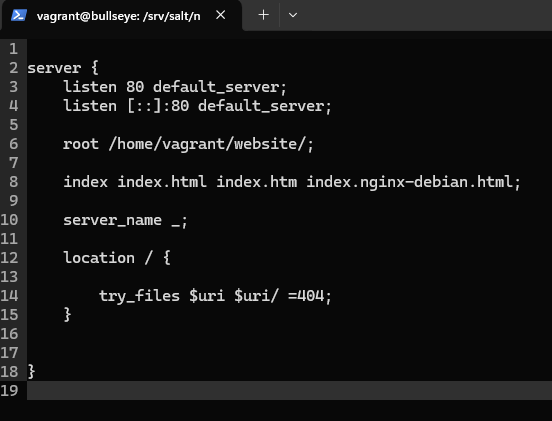 vagrant@bullseye: /srv/salt/n
1
2 server {
3     listen 80 default_server;
4     listen [::]:80 default_server;
5
6     root /home/vagrant/website/;
7
8     index index.html index.htm index.nginx-debian.html;
9
10     server_name _;
11
12     location / {
13
14         try_files $uri $uri/ =404;
15     }
16
17
18 }
19